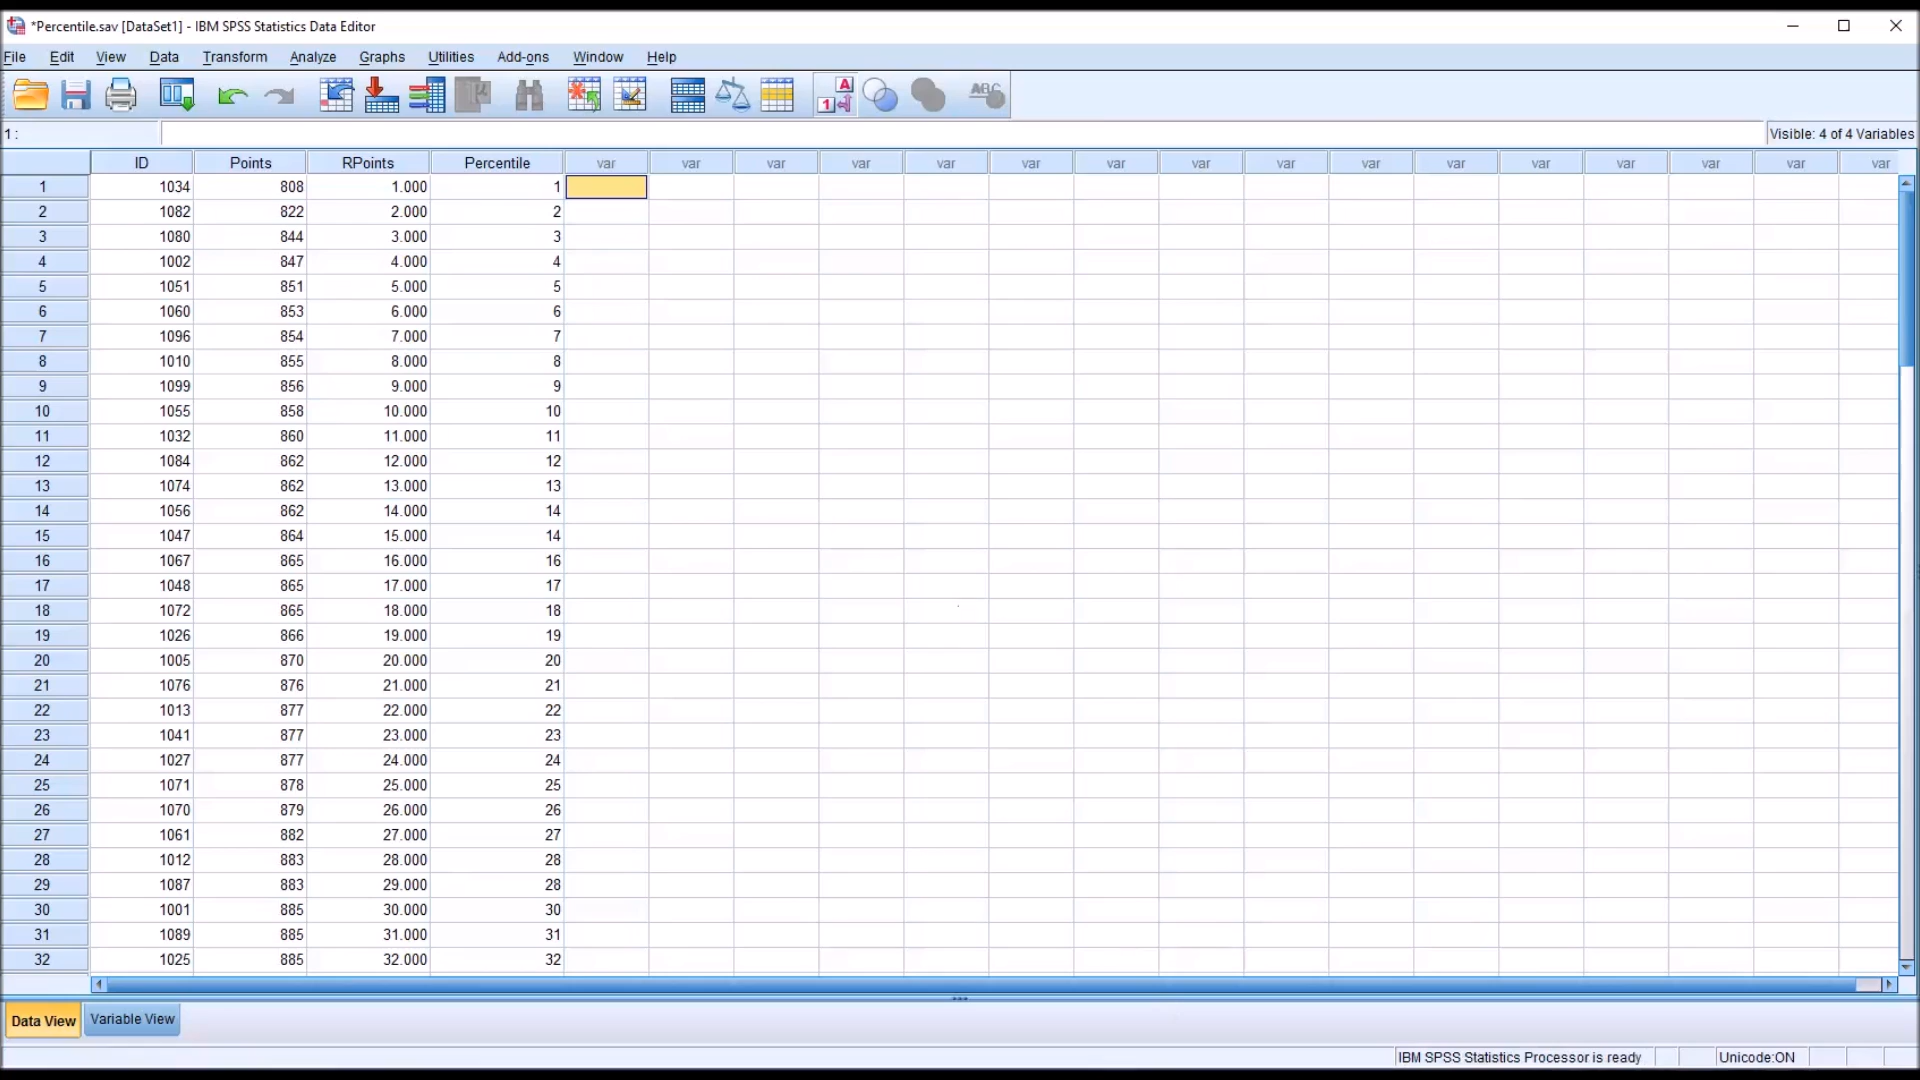 *Percentile.sav [DataSet1] - IBM SPSS Statistics Data Editor
File Edit View Data Transform Analyze Graphs Utilities Add-ons Window Help
A
1
ABC
1 :
Visible: 4 of 4 Variables
ID Points RPoints Percentile var var var var var var var var var var var var var var var var
1 1034 808 1.000 1
2 1082 822 2.000 2
3 1080 844 3.000 3
4 1002 847 4.000 4
5 1051 851 5.000 5
6 1060 853 6.000 6
7 1096 854 7.000 7
8 1010 855 8.000 8
9 1099 856 9.000 9
10 1055 858 10.000 10
11 1032 860 11.000 11
12 1084 862 12.000 12
13 1074 862 13.000 13
14 1056 862 14.000 14
15 1047 864 15.000 14
16 1067 865 16.000 16
17 1048 865 17.000 17
18 1072 865 18.000 18
19 1026 866 19.000 19
20 1005 870 20.000 20
21 1076 876 21.000 21
22 1013 877 22.000 22
23 1041 877 23.000 23
24 1027 877 24.000 24
25 1071 878 25.000 25
26 1070 879 26.000 26
27 1061 882 27.000 27
28 1012 883 28.000 28
29 1087 883 29.000 28
30 1001 885 30.000 30
31 1089 885 31.000 31
32 1025 885 32.000 32
Data View Variable View
IBM SPSS Statistics Processor is ready Unicode:ON